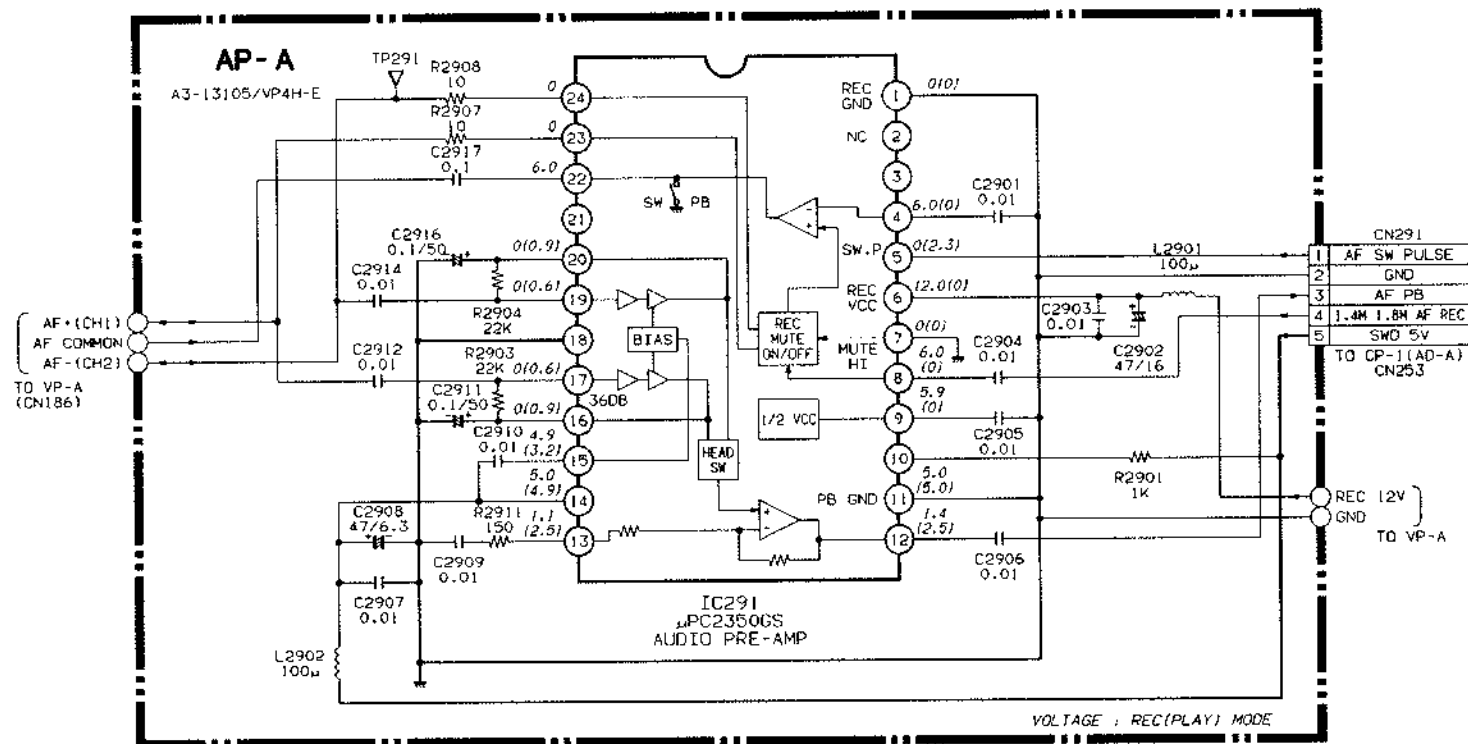 AP-A
A3-13105/VP4H-E
TP291
R2908
10
R2907
10
C2917
0.1
C2916
0.1/50
C2914
0.01
R2904
22K
C2912
0.01
R2903
22K
C2911
0.1/50
C2910
0.01
C2908
47/6.3
R2911
150
C2909
0.01
C2907
0.01
L2902
100μ
AF+(CH1)
AF COMMON
AF-(CH2)
TO VP-A
(CN186)
0
24
0
23
6.0
22
21
0(0.9)
20
0(0.6)
19
18
0(0.6)
17
0(0.9)
16
4.9
(3.2)
15
5.0
(4.9)
14
1.1
(2.5)
13
SW PB
BIAS
36DB
REC
MUTE
ON/OFF
HEAD
SW
1/2 VCC
REC
GND
1
0(0)
NC
2
3
4
6.0(0)
SW.P
5
0(2.3)
REC
VCC
6
12.0(0)
7
0(0)
MUTE
HI
8
6.0
(0)
9
5.9
(0)
10
PB GND
11
5.0
(5.0)
12
1.4
(2.5)
IC291
μPC2350GS
AUDIO PRE-AMP
C2901
0.01
L2901
100μ
C2903
0.01
C2902
47/16
C2904
0.01
C2905
0.01
R2901
1K
C2906
0.01
CN291
1 AF SW PULSE
2 GND
3 AF PB
4 1.4M 1.8M AF REC
5 SWD 5V
TO CP-1(AD-A)
CN253
REC 12V
GND
TO VP-A
VOLTAGE : REC(PLAY) MODE